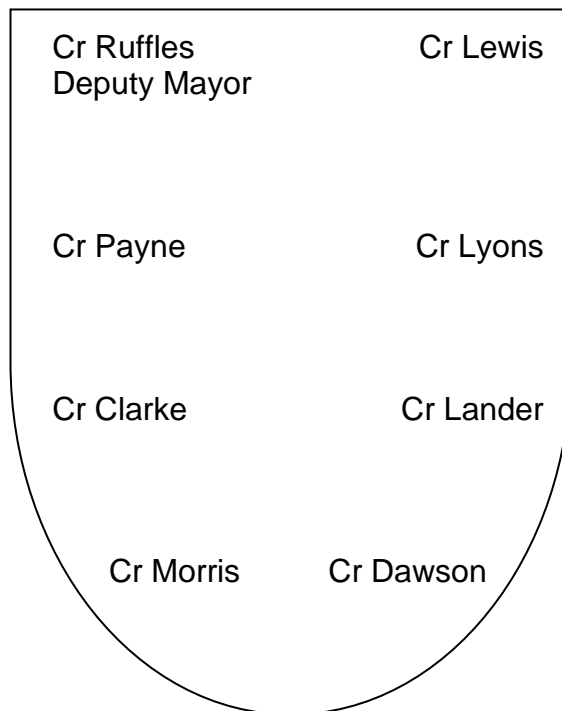 Cr Ruffles Cr Lewis
Deputy Mayor
Cr Payne Cr Lyons
Cr Clarke Cr Lander
Cr Morris Cr Dawson